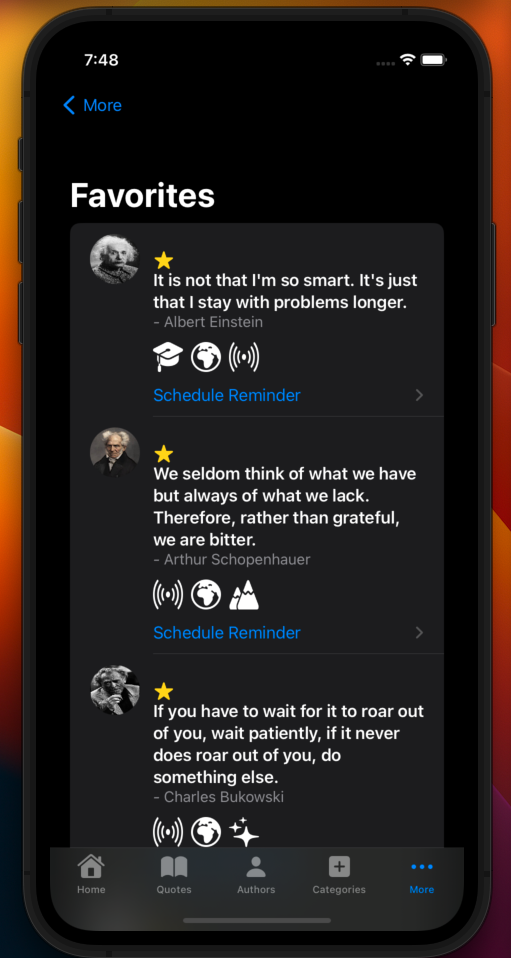 7:48
More
Favorites
It is not that I'm so smart. It's just
that I stay with problems longer.
- Albert Einstein
Schedule Reminder
We seldom think of what we have
but always of what we lack.
Therefore, rather than grateful,
we are bitter.
- Arthur Schopenhauer
Schedule Reminder
If you have to wait for it to roar out
of you, wait patiently, if it never
does roar out of you, do
something else.
- Charles Bukowski
Home
Quotes
Authors
Categories
More